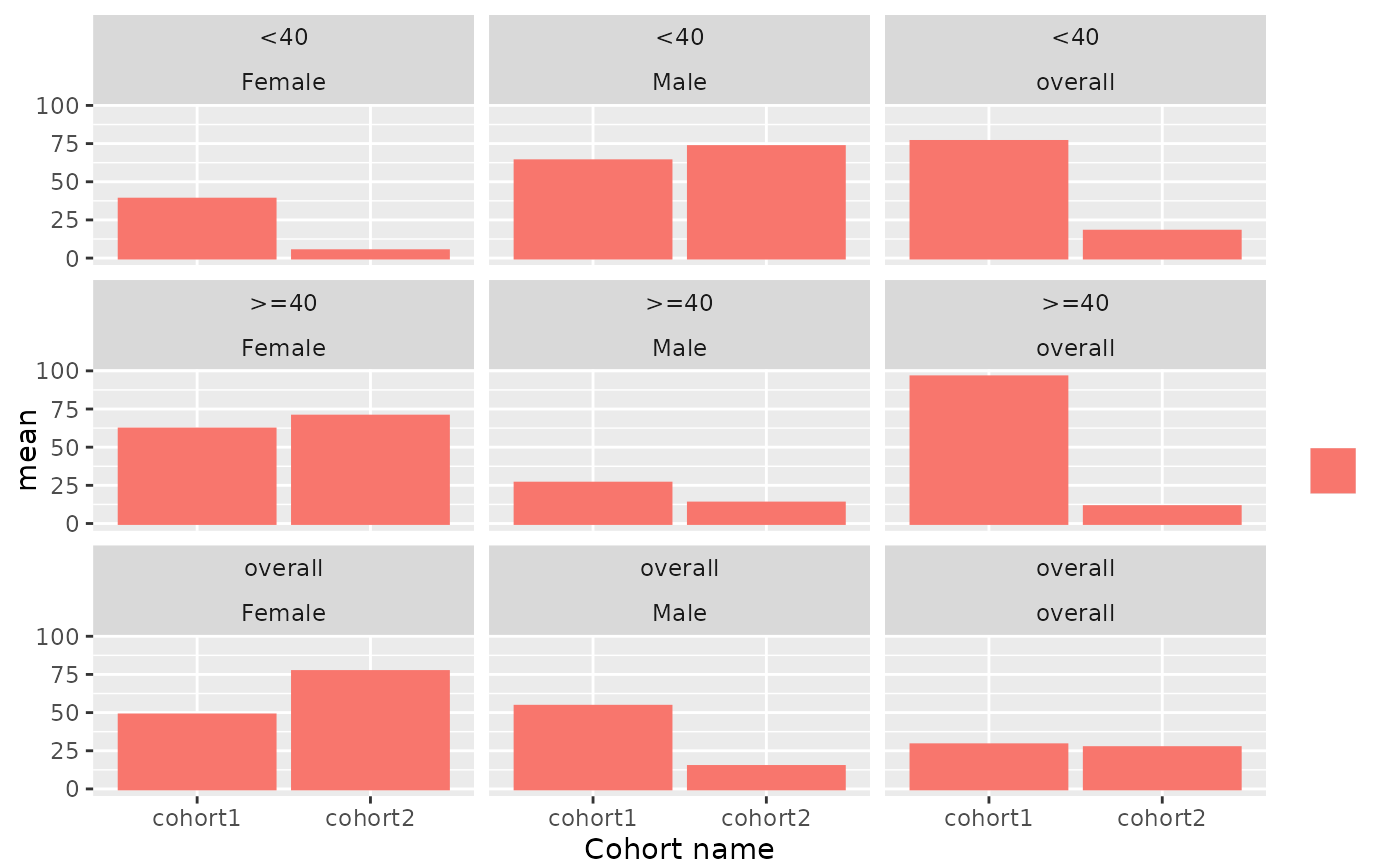 <40 <40 <40
Female Male overall
100
75
50
25
0
>=40 >=40 >=40
Female Male overall
100
75
50
25
0
mean
overall overall overall
Female Male overall
100
75
50
25
0
cohort1 cohort2 cohort1 cohort2 cohort1 cohort2
Cohort name